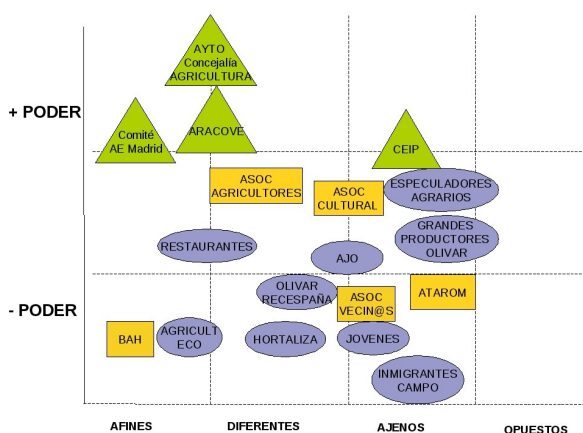 AYTO
Concejalía
AGRICULTURA
+ PODER
Comité
AE Madrid
ARACOVE
CEIP
ASOC
AGRICULTORES
ASOC
CULTURAL
ESPECULADORES
AGRARIOS
RESTAURANTES
GRANDES
PRODUCTORES
OLIVAR
AJO
- PODER
OLIVAR
RECESPAÑA
ASOC
VECIN@S
ATAROM
BAH
AGRICULT
ECO
HORTALIZA
JOVENES
INMIGRANTES
CAMPO
AFINES
DIFERENTES
AJENOS
OPUESTOS